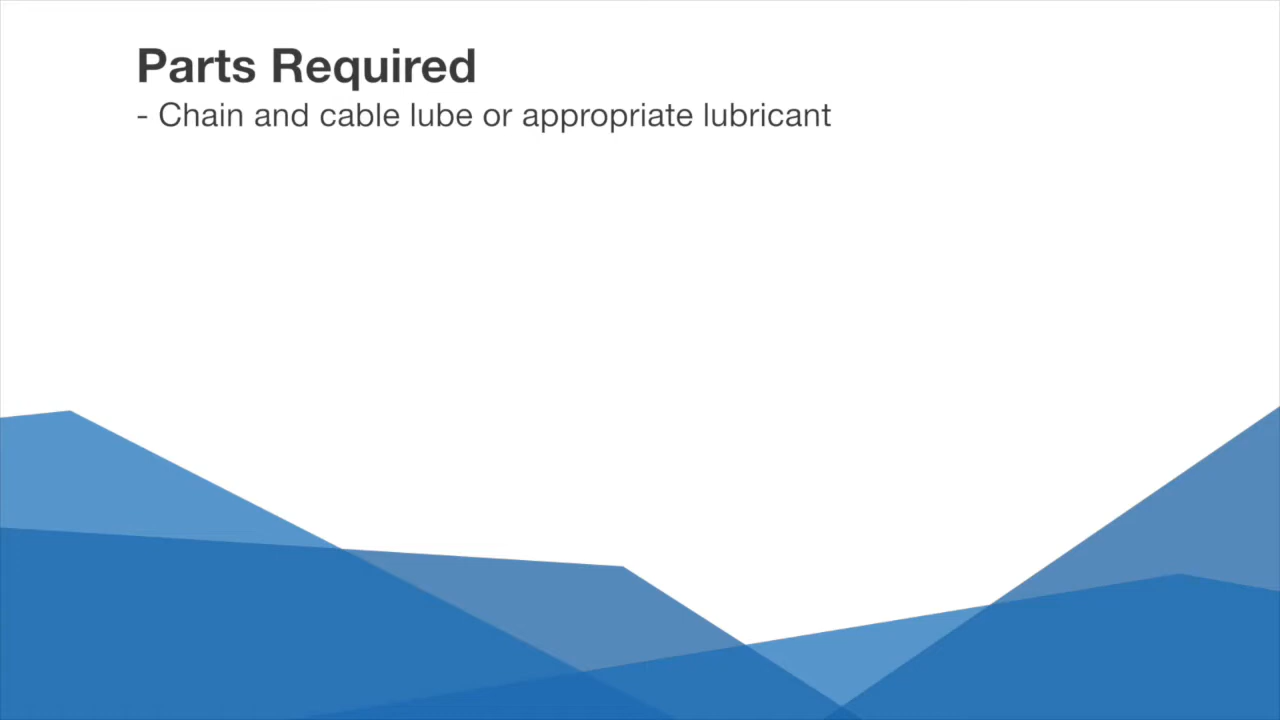 Parts Required
- Chain and cable lube or appropriate lubricant